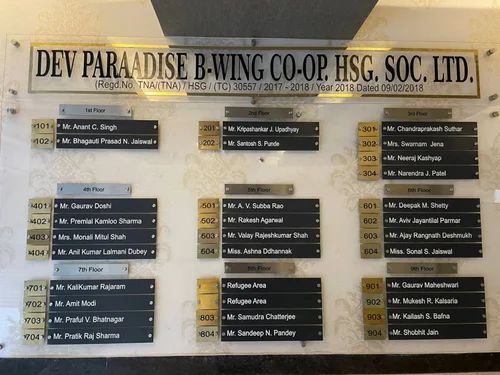 DEV PARAADISE B-WING CO-OP. HSG. SOC. LTD.
(Regd.No. TNA/(TNA) / HSG / (TC) 30557 / 2017 - 2018 / Year 2018 Dated 09/02/2018
1st Floor
101 Mr. Anant C. Singh
102 Mr. Bhagauti Prasad N. Jaiswal
2nd Floor
201 Mr. Kripashankar J. Upadhyay
202 Mr. Santosh S. Punde
3rd Floor
301 Mr. Chandraprakash Suthar
302 Mrs. Swarnam Jena
303 Mr. Neeraj Kashyap
304 Mr. Narendra J. Patel
4th Floor
401 Mr. Gaurav Doshi
402 Mr. Premlal Kamloo Sharma
403 Mrs. Monali Mitul Shah
404 Mr. Anil Kumar Lalmani Dubey
5th Floor
501 Mr. A. V. Subba Rao
502 Mr. Rakesh Agarwal
503 Mr. Valay Rajeshkumar Shah
504 Miss. Ashna Ddhannak
6th Floor
601 Mr. Deepak M. Shetty
602 Mr. Aviv Jayantilal Parmar
603 Mr. Ajay Rangnath Deshmukh
604 Miss. Sonal S. Jaiswal
7th Floor
701 Mr. KaliKumar Rajaram
702 Mr. Amit Modi
703 Mr. Praful V. Bhatnagar
704 Mr. Pratik Raj Sharma
8th Floor
Refugee Area
Refugee Area
803 Mr. Samudra Chatterjee
804 Mr. Sandeep N. Pandey
9th Floor
901 Mr. Gaurav Maheshwari
902 Mr. Mukesh R. Kalsaria
903 Mr. Kailash S. Bafna
904 Mr. Shobhit Jain